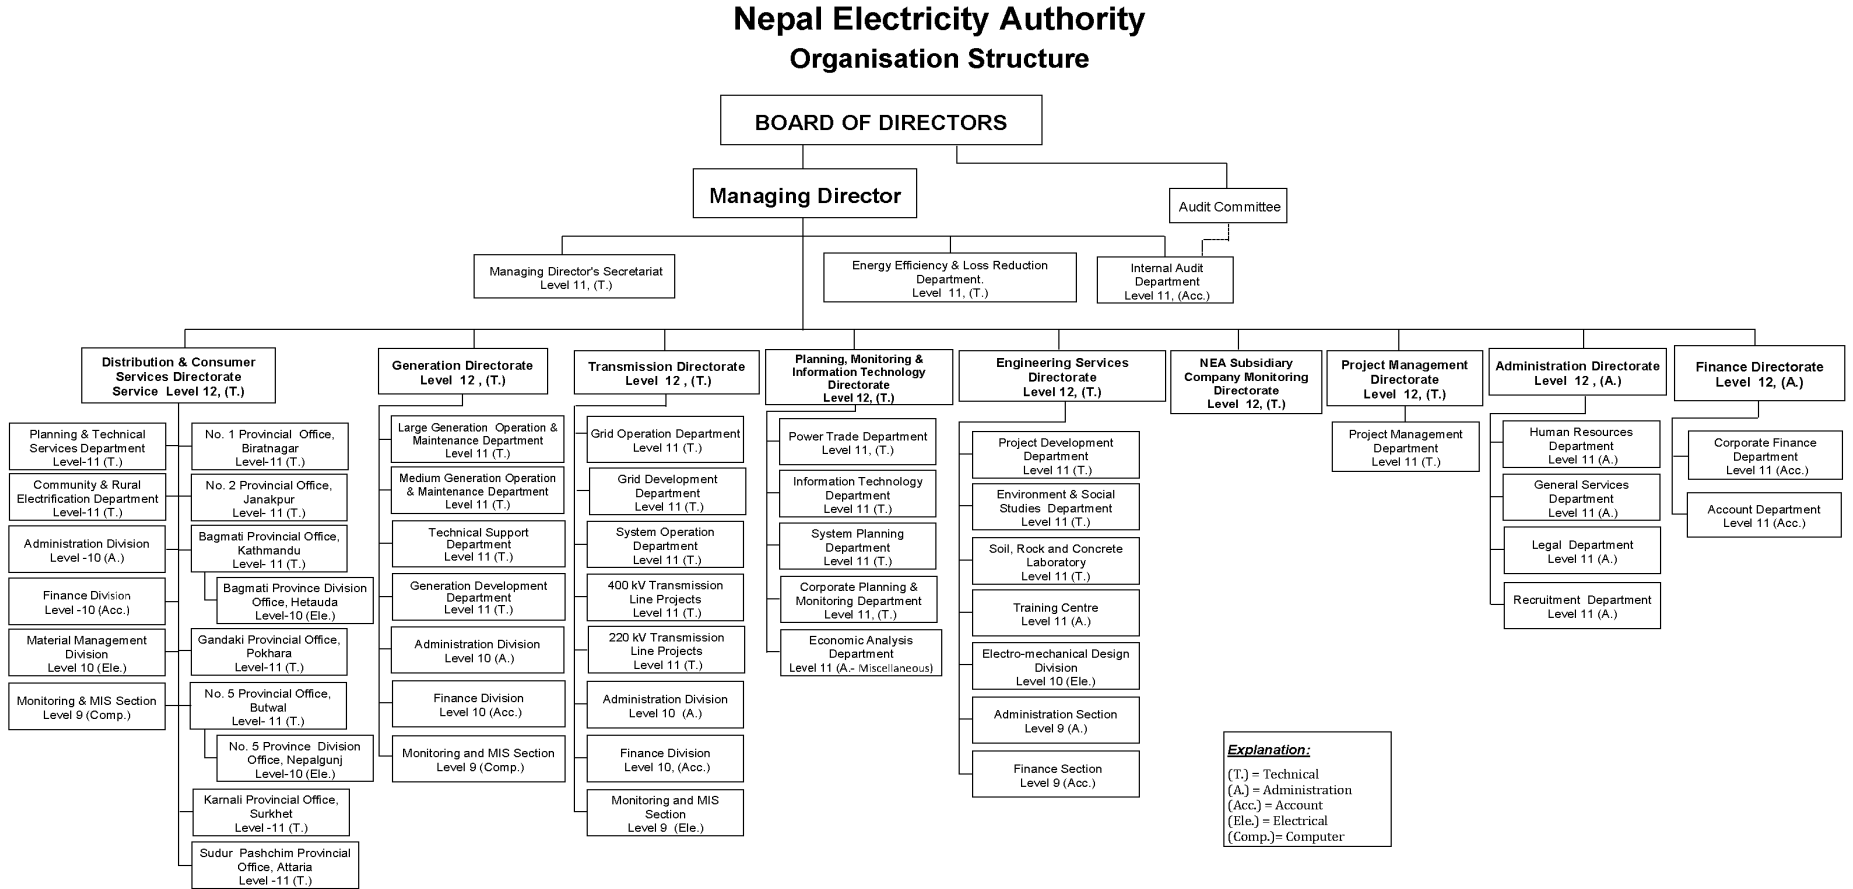 Nepal Electricity Authority
Organisation Structure
BOARD OF DIRECTORS
Managing Director
Audit Committee
Managing Director's Secretariat
Level 11, (T.)
Energy Efficiency & Loss Reduction
Department.
Level 11, (T.)
Internal Audit
Department
Level 11, (Acc.)
Distribution & Consumer
Services Directorate
Service Level 12, (T.)
Generation Directorate
Level 12 , (T.)
Transmission Directorate
Level 12 , (T.)
Planning, Monitoring &
Information Technology
Directorate
Level 12, (T.)
Engineering Services
Directorate
Level 12, (T.)
NEA Subsidiary
Company Monitoring
Directorate
Level 12, (T.)
Project Management
Directorate
Level 12, (T.)
Administration Directorate
Level 12 , (A.)
Finance Directorate
Level 12, (A.)
Planning & Technical
Services Department
Level-11 (T.)
Community & Rural
Electrification Department
Level-11 (T.)
Administration Division
Level -10 (A.)
Finance Division
Level -10 (Acc.)
Material Management
Division
Level 10 (Ele.)
Monitoring & MIS Section
Level 9 (Comp.)
No. 1 Provincial Office,
Biratnagar
Level-11 (T.)
No. 2 Provincial Office,
Janakpur
Level- 11 (T.)
Bagmati Provincial Office,
Kathmandu
Level- 11 (T.)
Bagmati Province Division
Office, Hetauda
Level-10 (Ele.)
Gandaki Provincial Office,
Pokhara
Level-11 (T.)
No. 5 Provincial Office,
Butwal
Level- 11 (T.)
No. 5 Province Division
Office, Nepalgunj
Level-10 (Ele.)
Karnali Provincial Office,
Surkhet
Level -11 (T.)
Sudur Pashchim Provincial
Office, Attaria
Level -11 (T.)
Large Generation Operation &
Maintenance Department
Level 11 (T.)
Medium Generation Operation
& Maintenance Department
Level 11 (T.)
Technical Support
Department
Level 11 (T.)
Generation Development
Department
Level 11 (T.)
Administration Division
Level 10 (A.)
Finance Division
Level 10 (Acc.)
Monitoring and MIS Section
Level 9 (Comp.)
Grid Operation Department
Level 11 (T.)
Grid Development
Department
Level 11 (T.)
System Operation
Department
Level 11 (T.)
400 kV Transmission
Line Projects
Level 11 (T.)
220 kV Transmission
Line Projects
Level 11 (T.)
Administration Division
Level 10 (A.)
Finance Division
Level 10, (Acc.)
Monitoring and MIS
Section
Level 9 (Ele.)
Power Trade Department
Level 11, (T.)
Information Technology
Department
Level 11 (T.)
System Planning
Department
Level 11 (T.)
Corporate Planning &
Monitoring Department
Level 11, (T.)
Economic Analysis
Department
Level 11 (A.- Miscellaneous)
Project Development
Department
Level 11 (T.)
Environment & Social
Studies Department
Level 11 (T.)
Soil, Rock and Concrete
Laboratory
Level 11 (T.)
Training Centre
Level 11 (A.)
Electro-mechanical Design
Division
Level 10 (Ele.)
Administration Section
Level 9 (A.)
Finance Section
Level 9 (Acc.)
Project Management
Department
Level 11 (T.)
Human Resources
Department
Level 11 (A.)
General Services
Department
Level 11 (A.)
Legal Department
Level 11 (A.)
Recruitment Department
Level 11 (A.)
Corporate Finance
Department
Level 11 (Acc.)
Account Department
Level 11 (Acc.)
Explanation:
(T.) = Technical
(A.) = Administration
(Acc.) = Account
(Ele.) = Electrical
(Comp.)= Computer